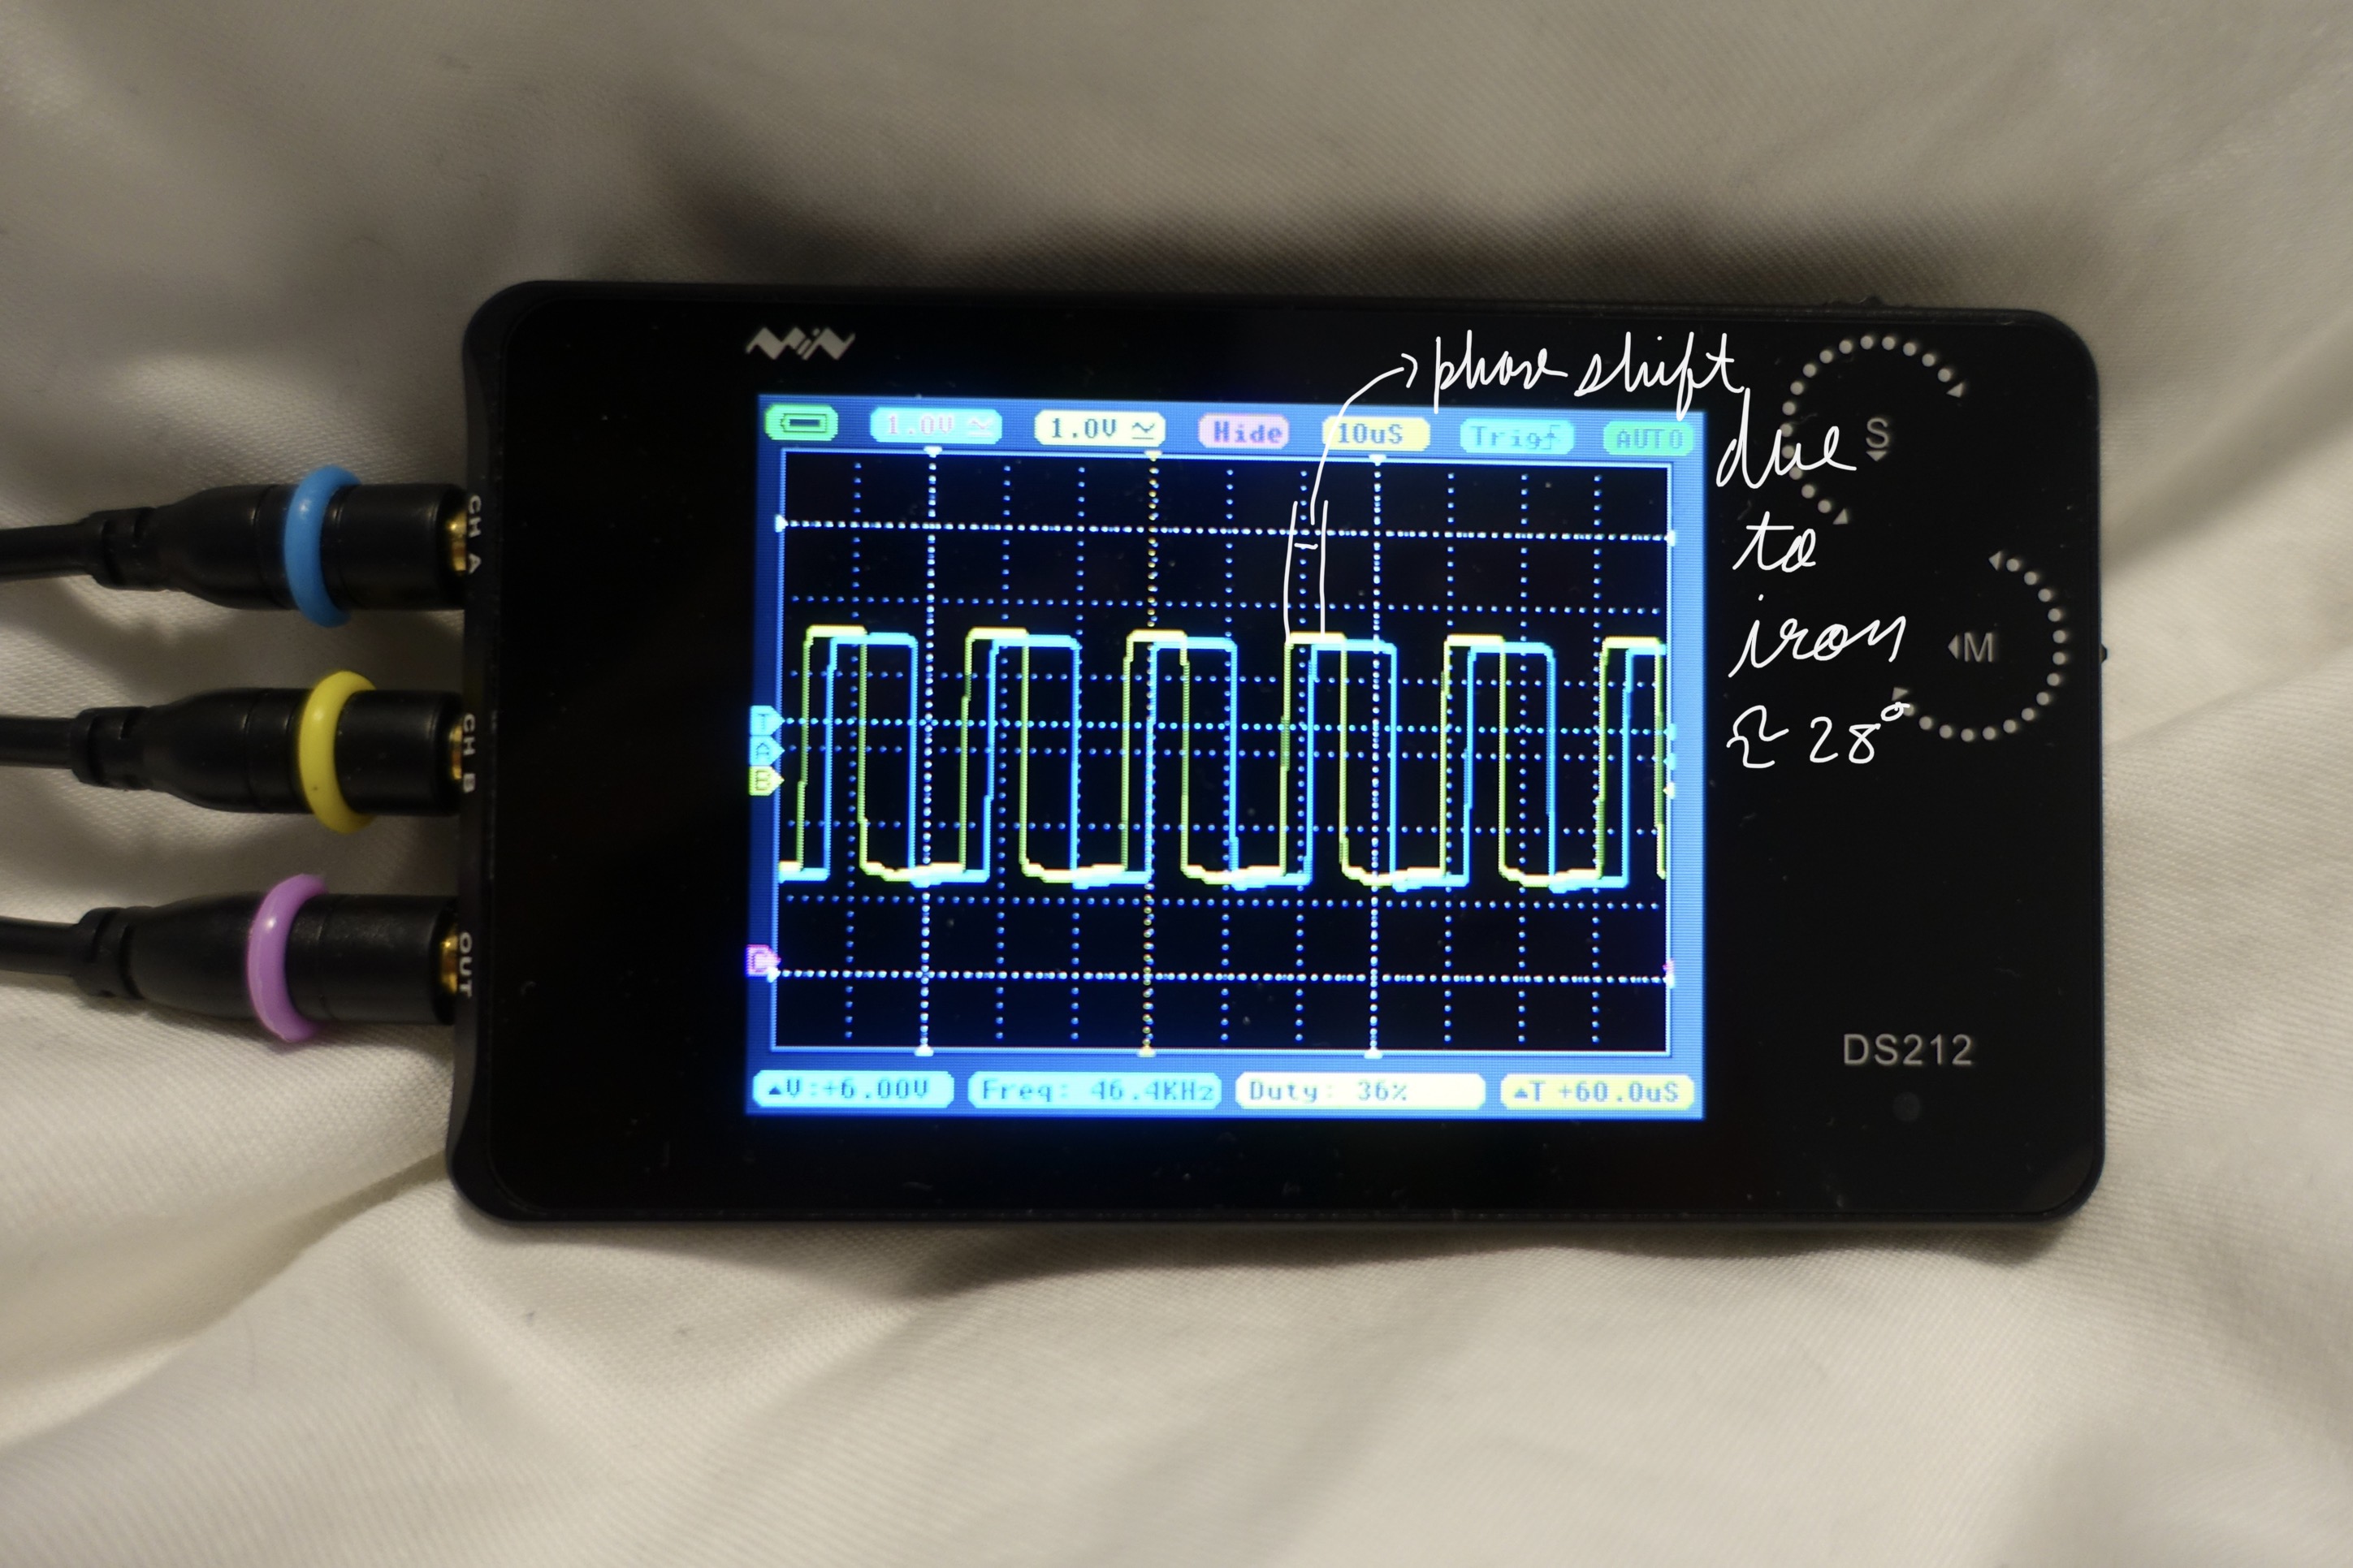 MiN
1.0V 1.0V Hide 10uS Trig AUTO
phase shift
due
to
iron
≈ 28°
S
M
CH A
CH B
OUT
T
A
B
C
▲V:+6.00V Freq: 46.4KHz Duty: 36% ▲T +60.0uS
DS212